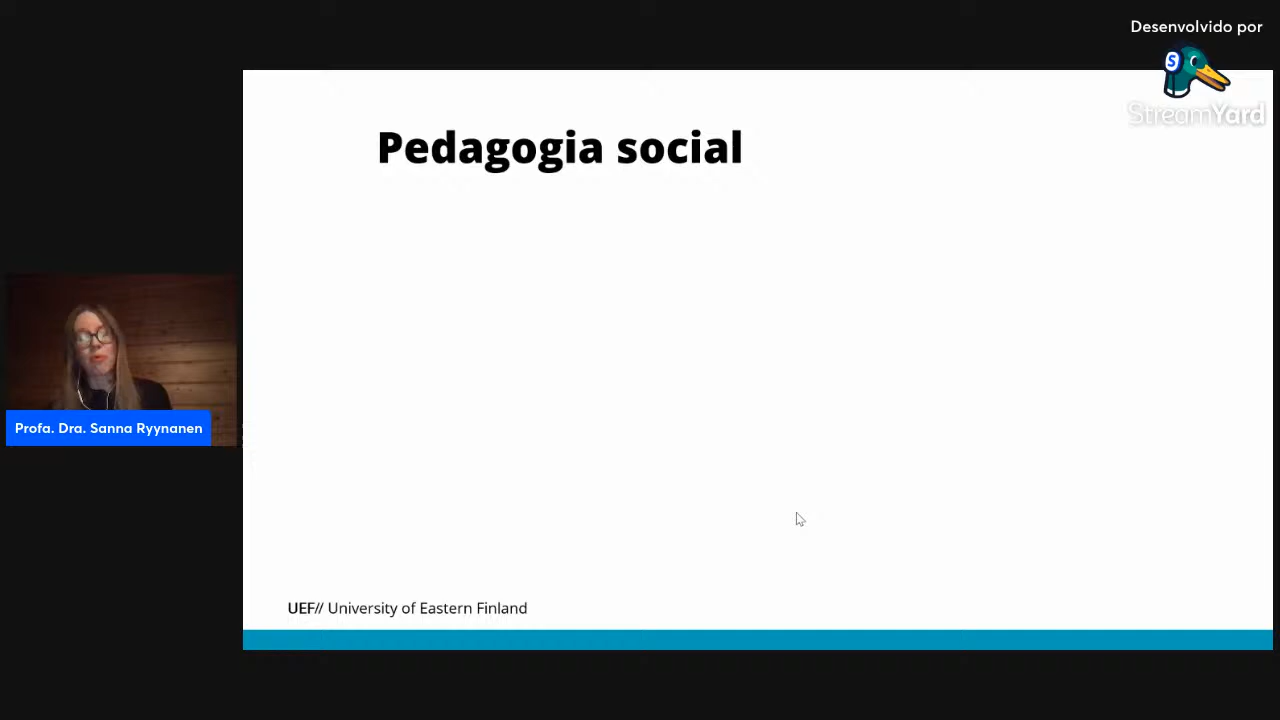 Desenvolvido por
S
StreamYard
Pedagogia social
Profa. Dra. Sanna Ryynanen
UEF// University of Eastern Finland